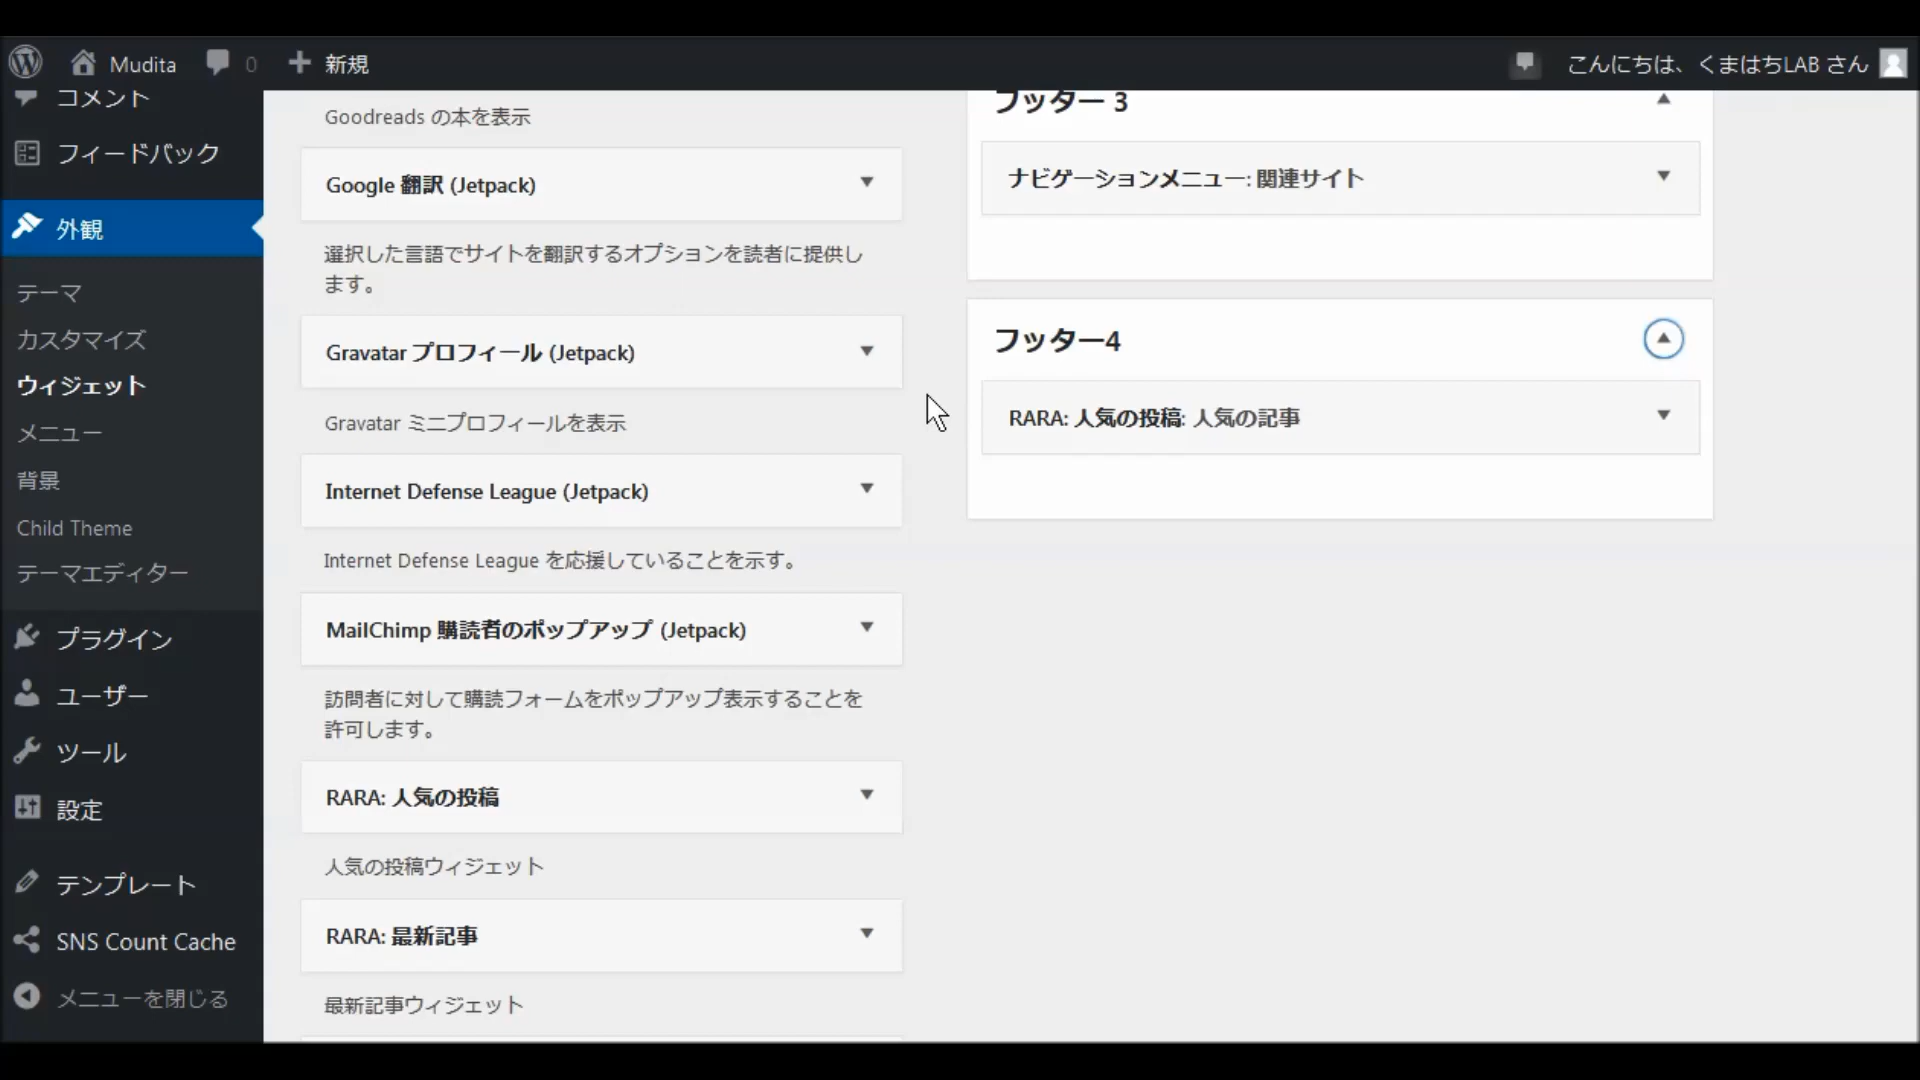 Mudita
0
新規
こんにちは、くまはちLAB さん
コメント
フィードバック
外観
テーマ
カスタマイズ
ウィジェット
メニュー
背景
Child Theme
テーマエディター
プラグイン
ユーザー
ツール
設定
テンプレート
SNS Count Cache
メニューを閉じる
Goodreads の本を表示
Google 翻訳 (Jetpack)
選択した言語でサイトを翻訳するオプションを読者に提供し
ます。
Gravatar プロフィール (Jetpack)
Gravatar ミニプロフィールを表示
Internet Defense League (Jetpack)
Internet Defense League を応援していることを示す。
MailChimp 購読者のポップアップ (Jetpack)
訪問者に対して購読フォームをポップアップ表示することを
許可します。
RARA: 人気の投稿
人気の投稿ウィジェット
RARA: 最新記事
最新記事ウィジェット
フッター 3
ナビゲーションメニュー: 関連サイト
フッター4
RARA: 人気の投稿: 人気の記事